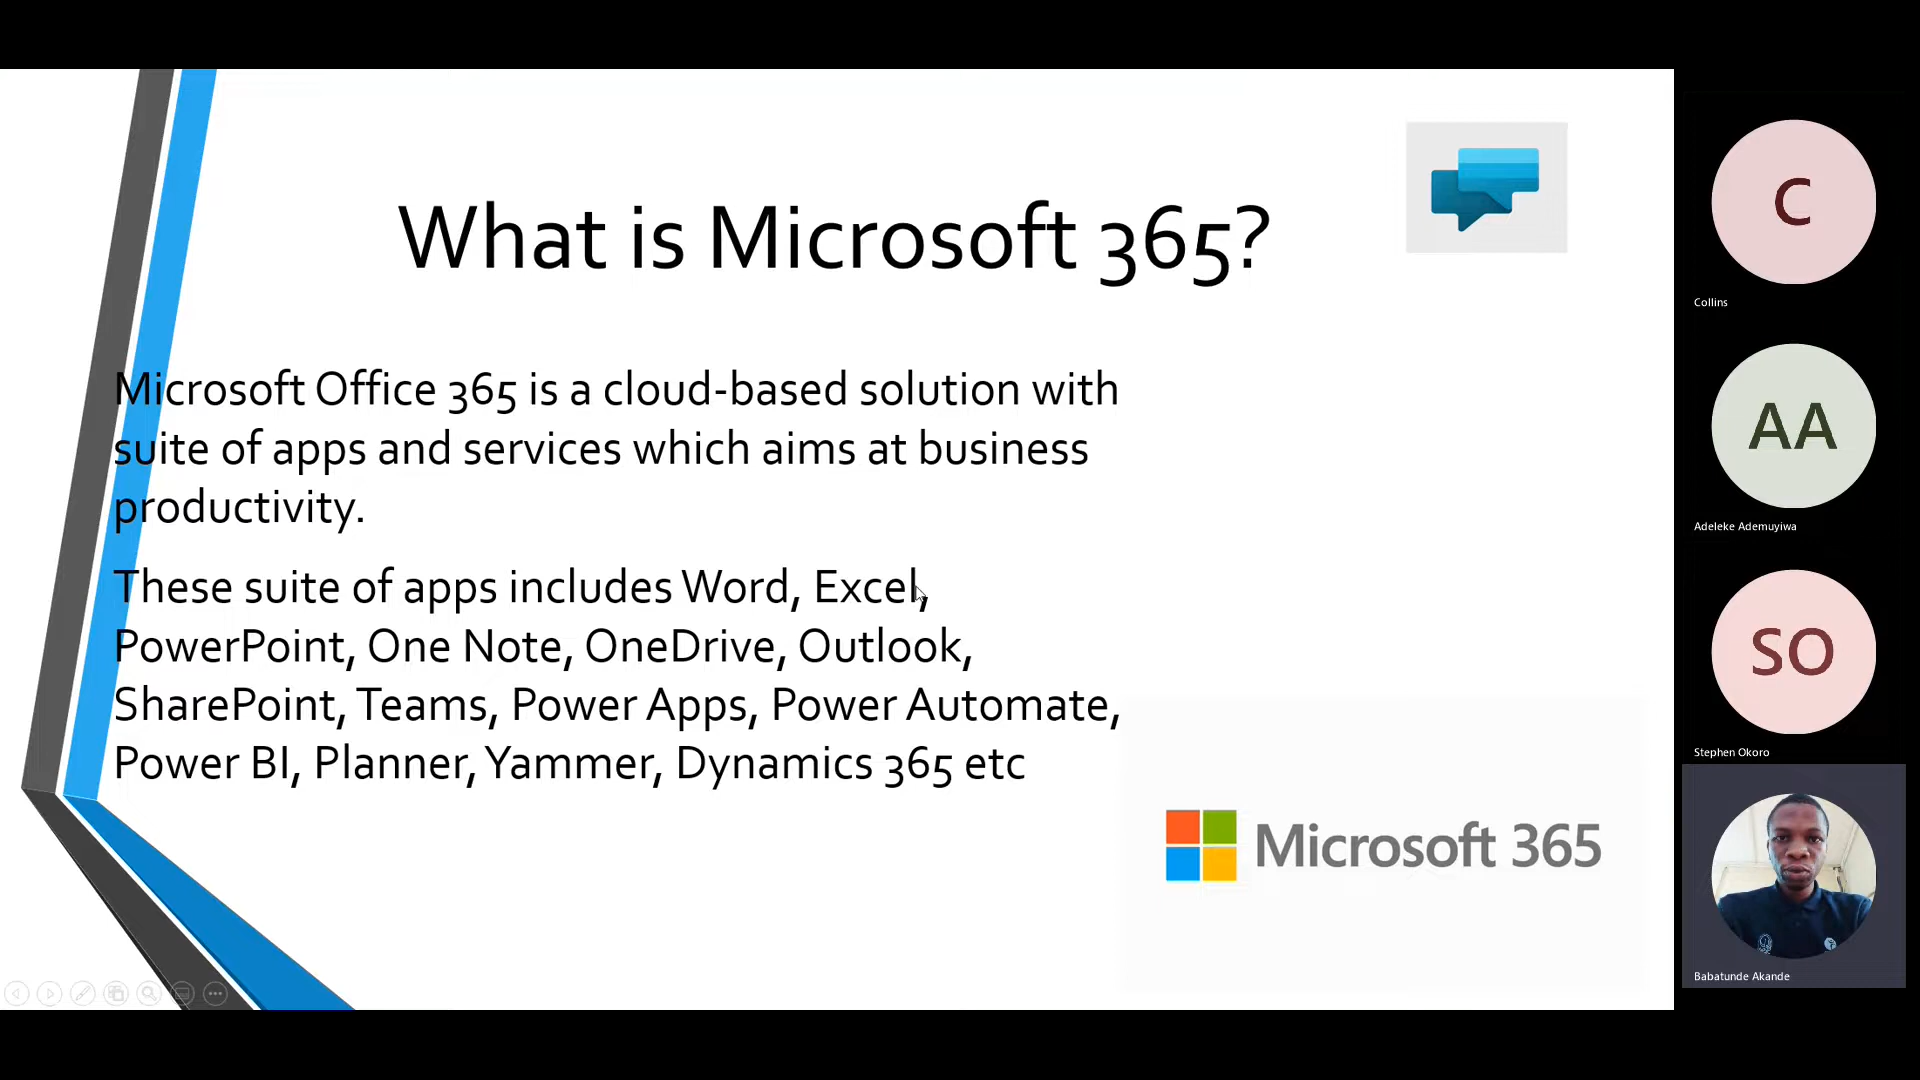 What is Microsoft 365?
Microsoft Office 365 is a cloud-based solution with
suite of apps and services which aims at business
productivity.
These suite of apps includes Word, Excel,
PowerPoint, One Note, OneDrive, Outlook,
SharePoint, Teams, Power Apps, Power Automate,
Power BI, Planner, Yammer, Dynamics 365 etc
Microsoft 365
C
Collins
AA
Adeleke Ademuyiwa
SO
Stephen Okoro
Babatunde Akande